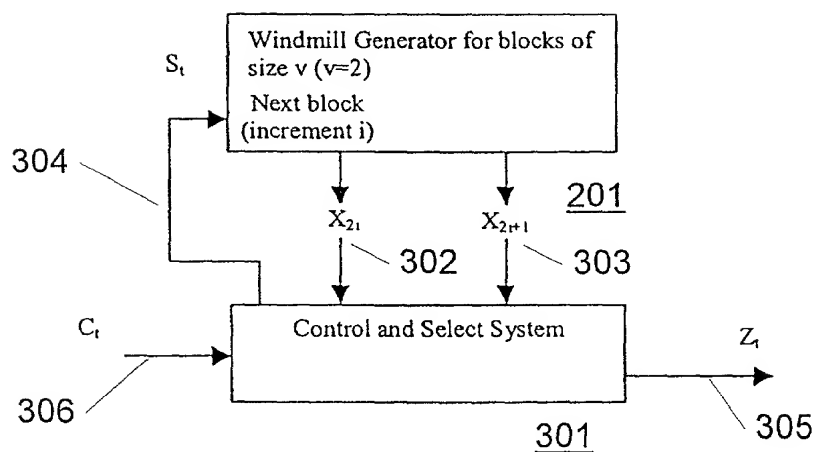 Windmill Generator for blocks of
size v (v=2)
S_t
Next block
(increment i)
304
201
X_2i
X_2i+1
302
303
C_t
Control and Select System
Z_t
306
305
301